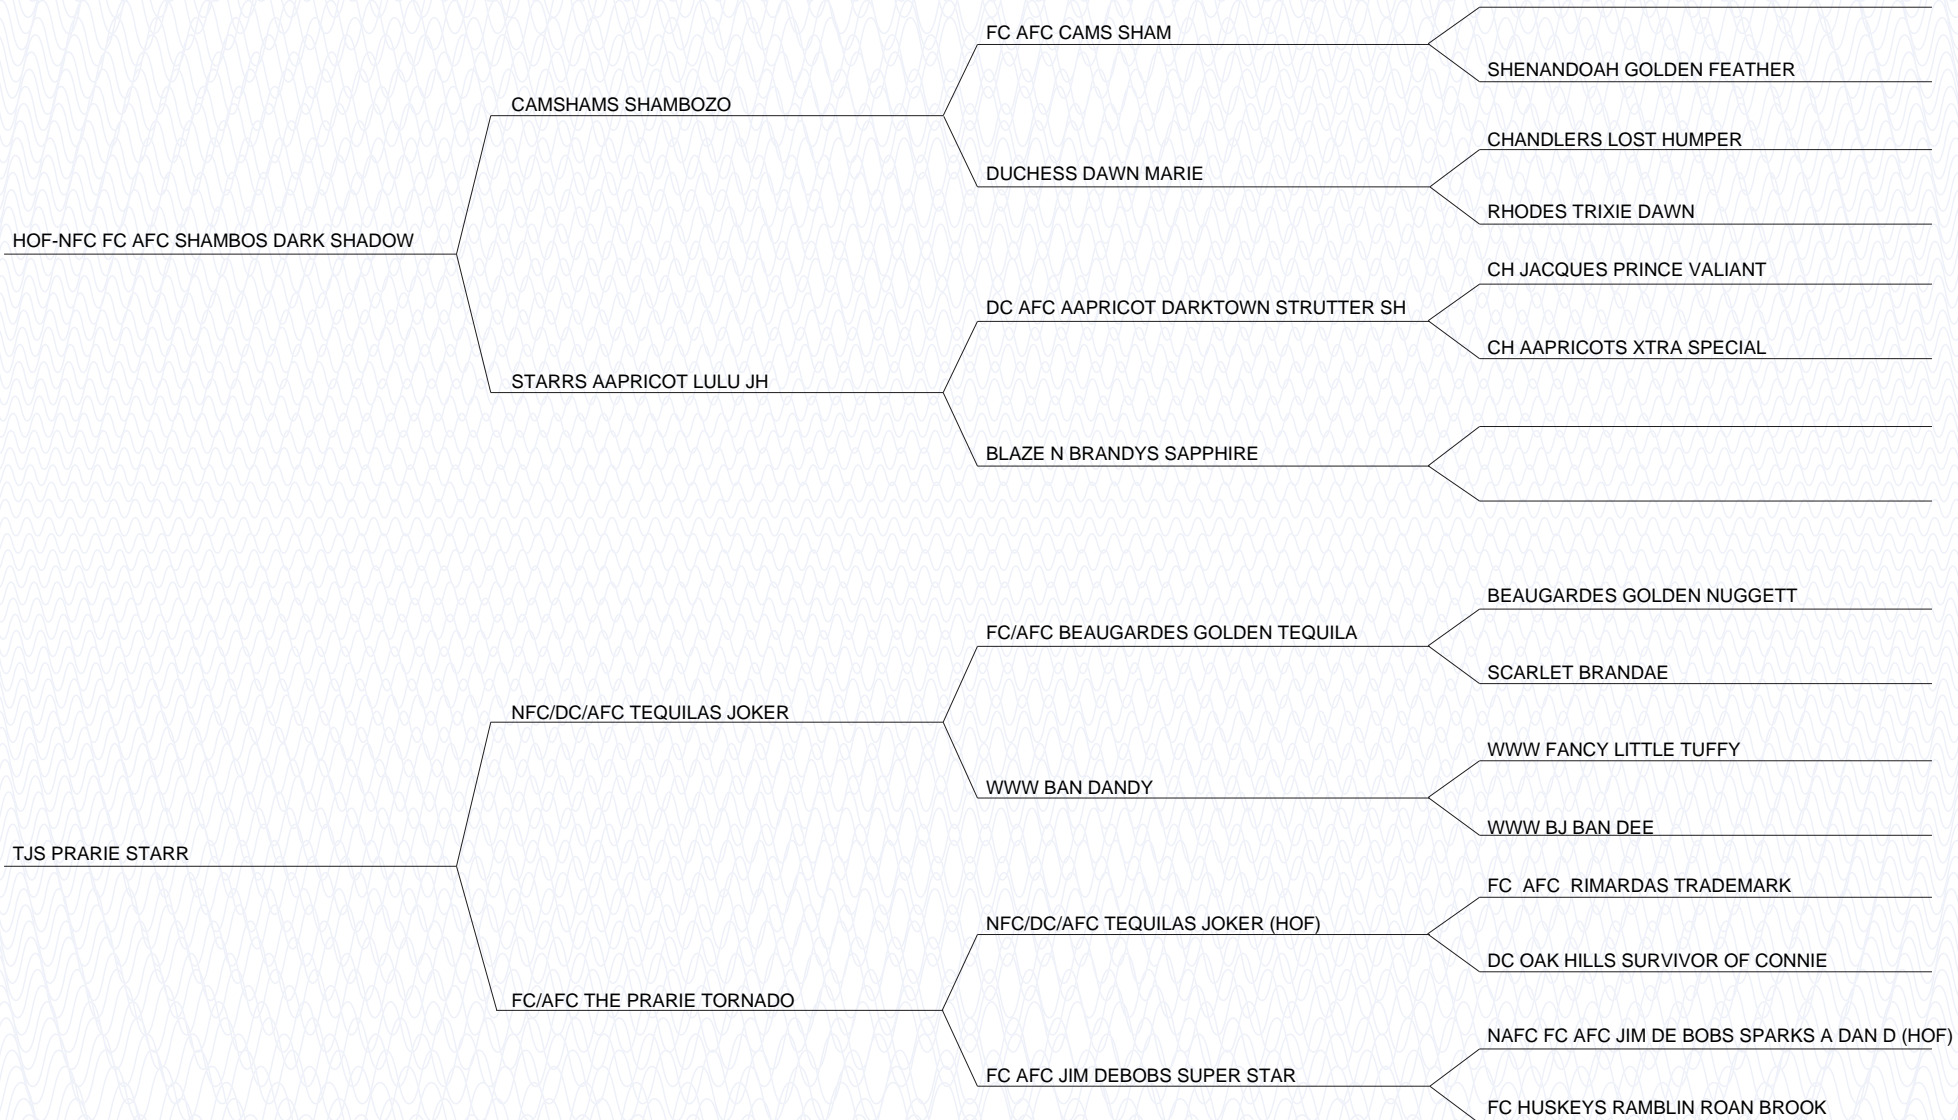 FC AFC CAMS SHAM
SHENANDOAH GOLDEN FEATHER
CAMSHAMS SHAMBOZO
CHANDLERS LOST HUMPER
DUCHESS DAWN MARIE
RHODES TRIXIE DAWN
HOF-NFC FC AFC SHAMBOS DARK SHADOW
CH JACQUES PRINCE VALIANT
DC AFC AAPRICOT DARKTOWN STRUTTER SH
CH AAPRICOTS XTRA SPECIAL
STARRS AAPRICOT LULU JH
BLAZE N BRANDYS SAPPHIRE
BEAUGARDES GOLDEN NUGGETT
FC/AFC BEAUGARDES GOLDEN TEQUILA
SCARLET BRANDAE
NFC/DC/AFC TEQUILAS JOKER
WWW FANCY LITTLE TUFFY
WWW BAN DANDY
WWW BJ BAN DEE
TJS PRARIE STARR
FC  AFC  RIMARDAS TRADEMARK
NFC/DC/AFC TEQUILAS JOKER (HOF)
DC OAK HILLS SURVIVOR OF CONNIE
FC/AFC THE PRARIE TORNADO
NAFC FC AFC JIM DE BOBS SPARKS A DAN D (HOF)
FC AFC JIM DEBOBS SUPER STAR
FC HUSKEYS RAMBLIN ROAN BROOK